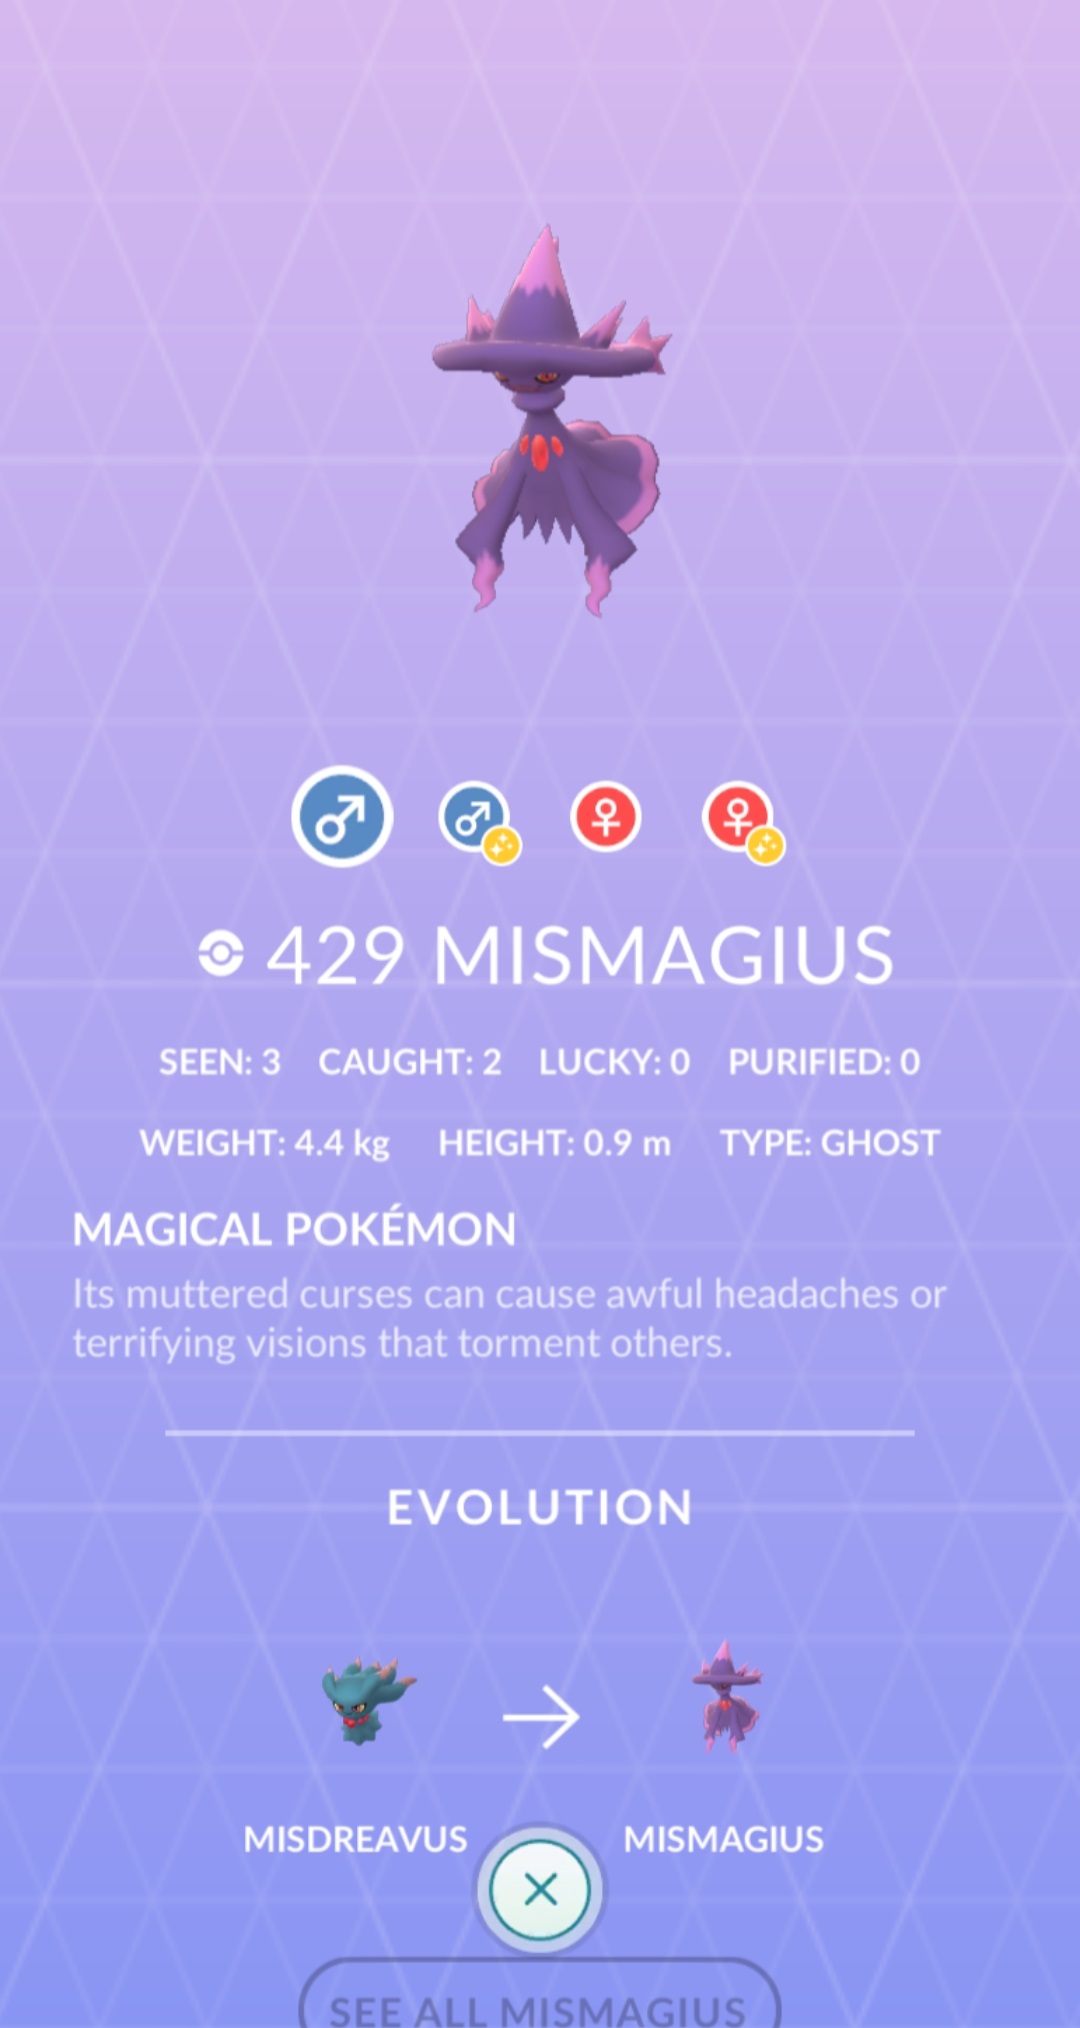 429 MISMAGIUS
SEEN: 3 CAUGHT: 2 LUCKY: 0 PURIFIED: 0
WEIGHT: 4.4 kg HEIGHT: 0.9 m TYPE: GHOST
MAGICAL POKÉMON
Its muttered curses can cause awful headaches or
terrifying visions that torment others.
EVOLUTION
MISDREAVUS MISMAGIUS
SEE ALL MISMAGIUS